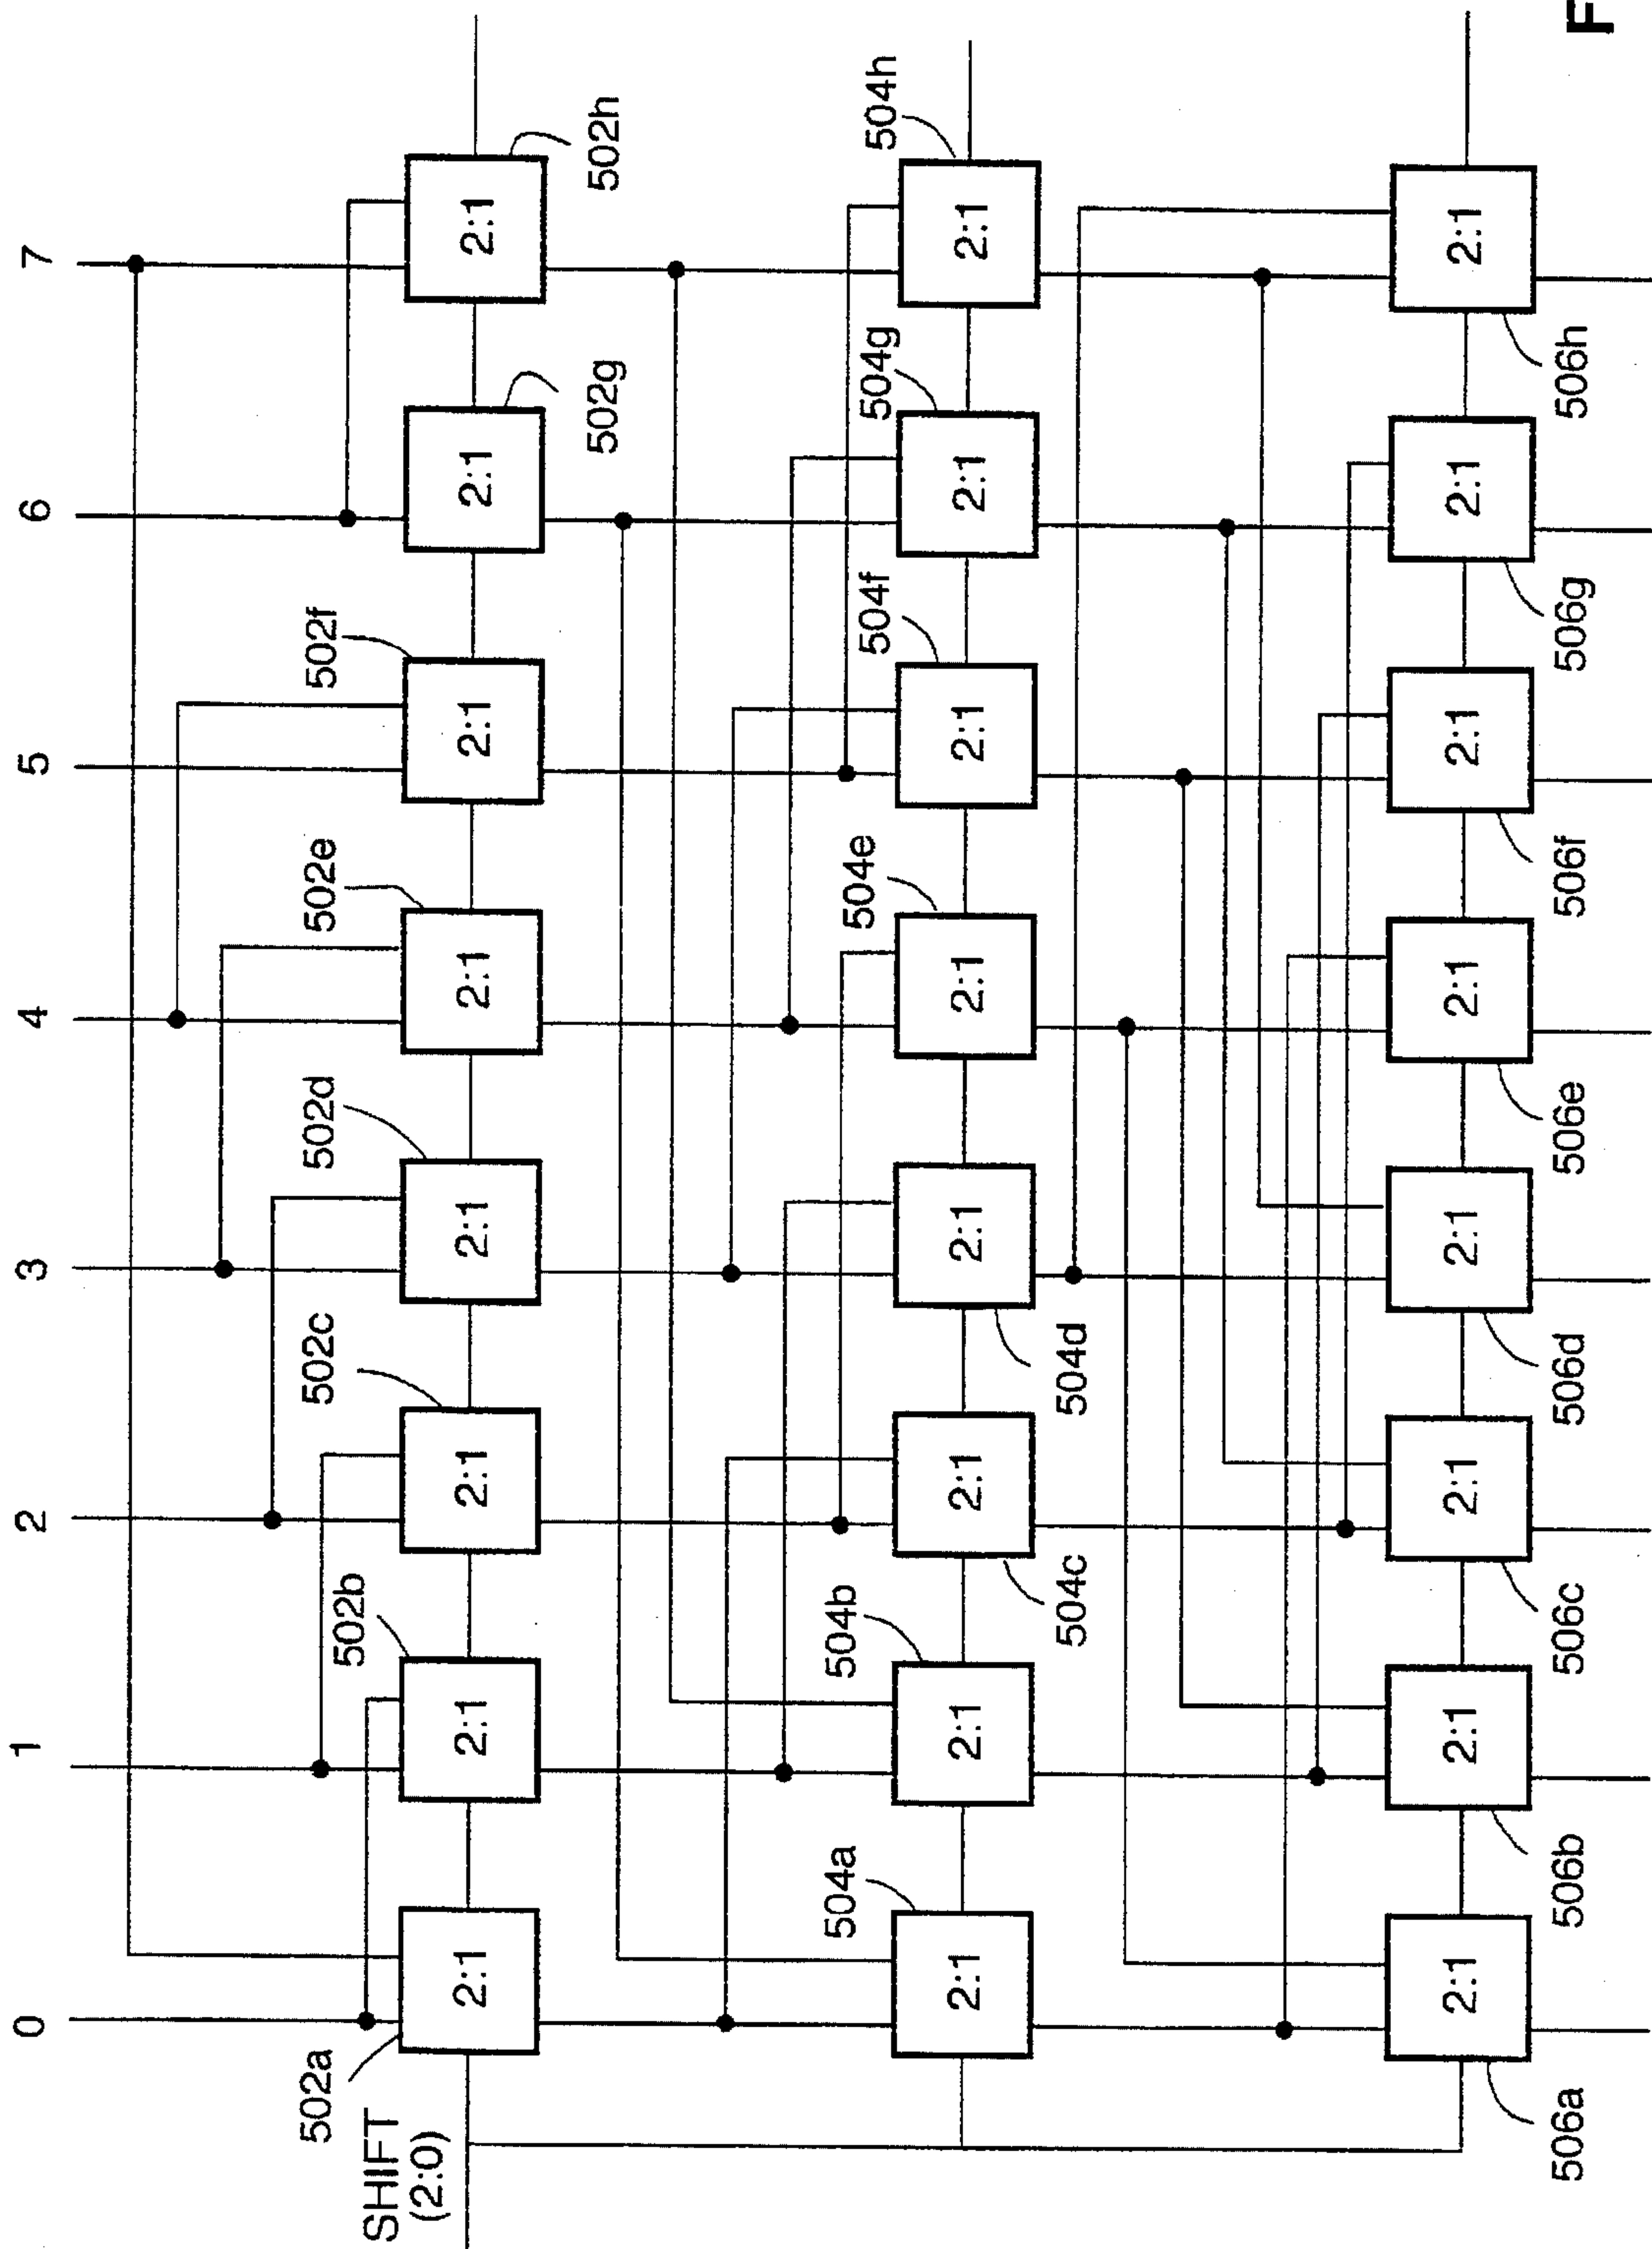 0 1 2 3 4 5 6 7
SHIFT
(2:0)
502a 502b 502c 502d 502e 502f 502g 502h
2:1 2:1 2:1 2:1 2:1 2:1 2:1 2:1
504a 504b 504c 504d 504e 504f 504g 504h
2:1 2:1 2:1 2:1 2:1 2:1 2:1 2:1
2:1 2:1 2:1 2:1 2:1 2:1 2:1 2:1
506a 506b 506c 506d 506e 506f 506g 506h
F